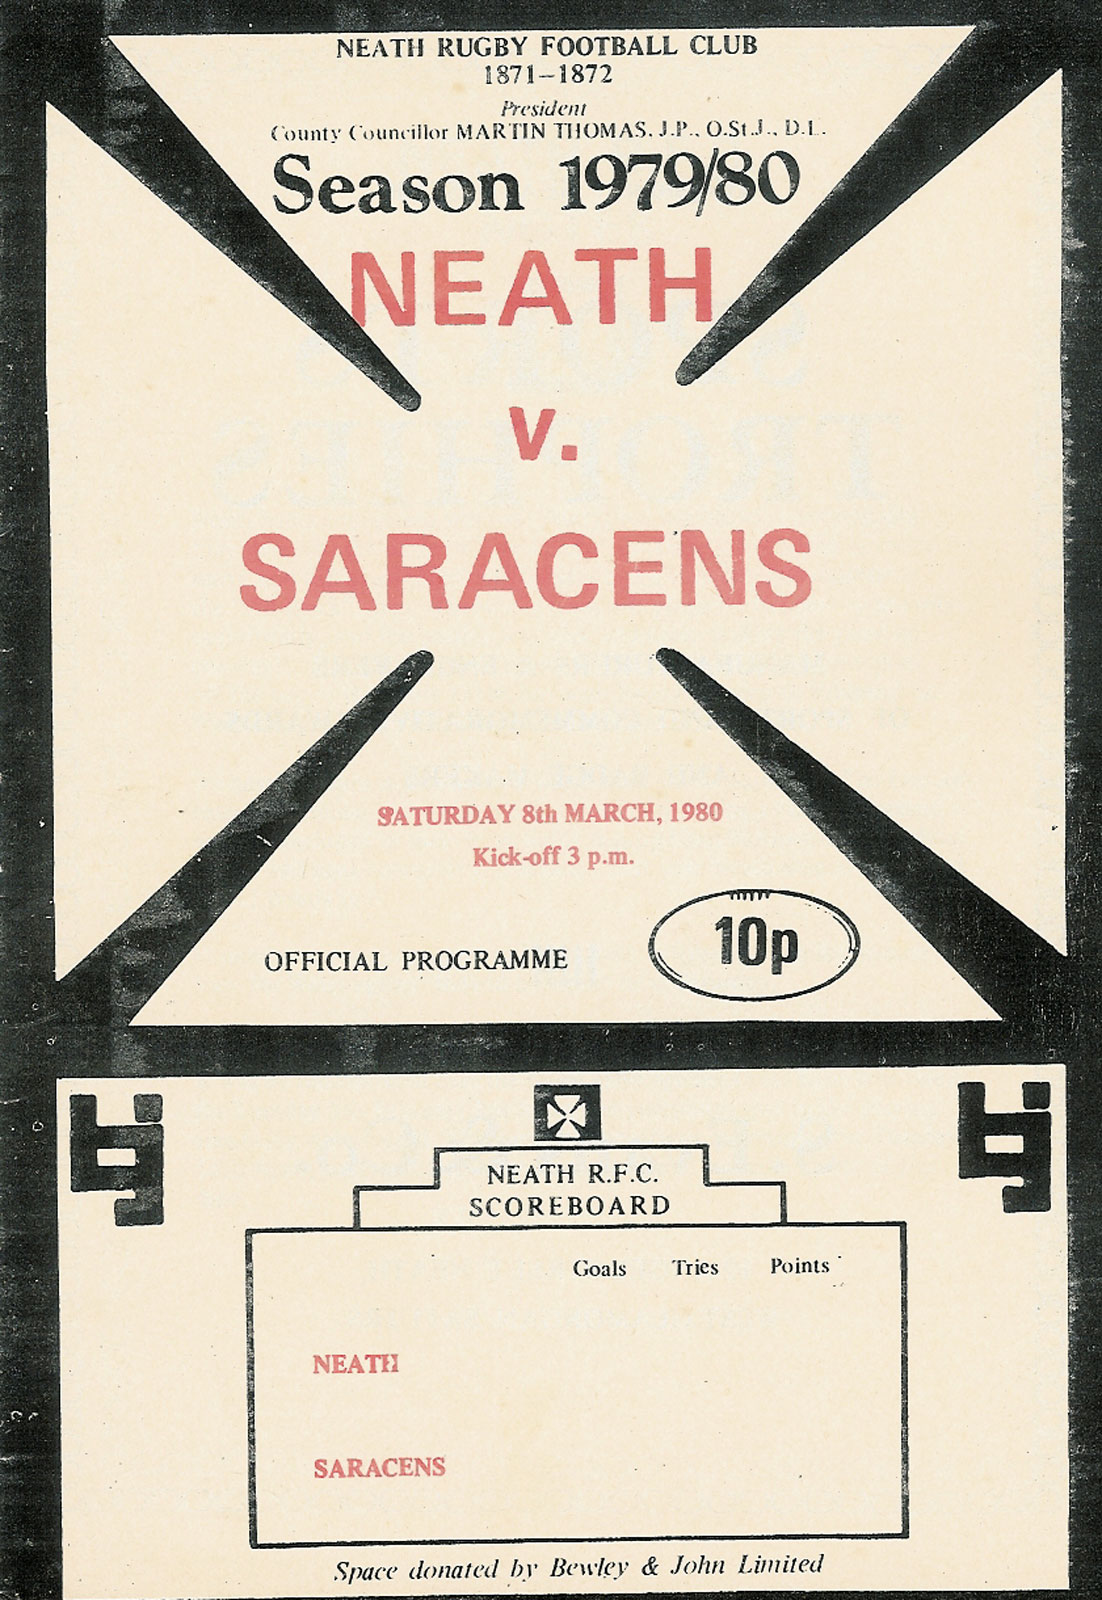 NEATH RUGBY FOOTBALL CLUB
1871–1872
President
County Councillor MARTIN THOMAS, J.P., O.St.J., D.L.
Season 1979/80
NEATH
v.
SARACENS
SATURDAY 8th MARCH, 1980
Kick-off 3 p.m.
OFFICIAL PROGRAMME
10p
NEATH R.F.C.
SCOREBOARD
Goals Tries Points
NEATH
SARACENS
Space donated by Bewley & John Limited